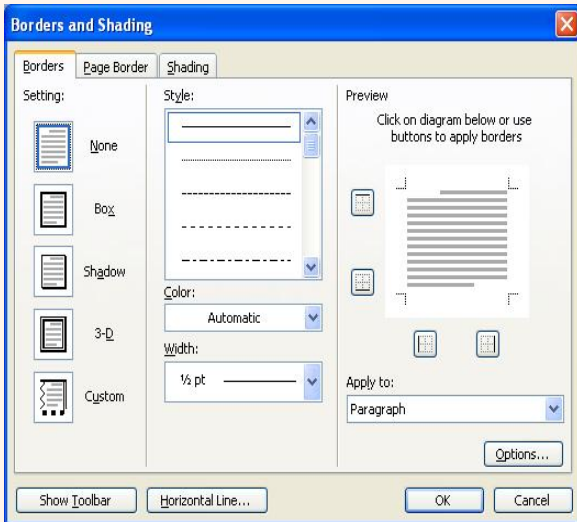 Borders and Shading
Borders
Page Border
Shading
Setting:
None
Box
Shadow
3-D
Custom
Style:
Color:
Automatic
Width:
½ pt
Preview
Click on diagram below or use
buttons to apply borders
Apply to:
Paragraph
Options...
Show Toolbar
Horizontal Line...
OK
Cancel